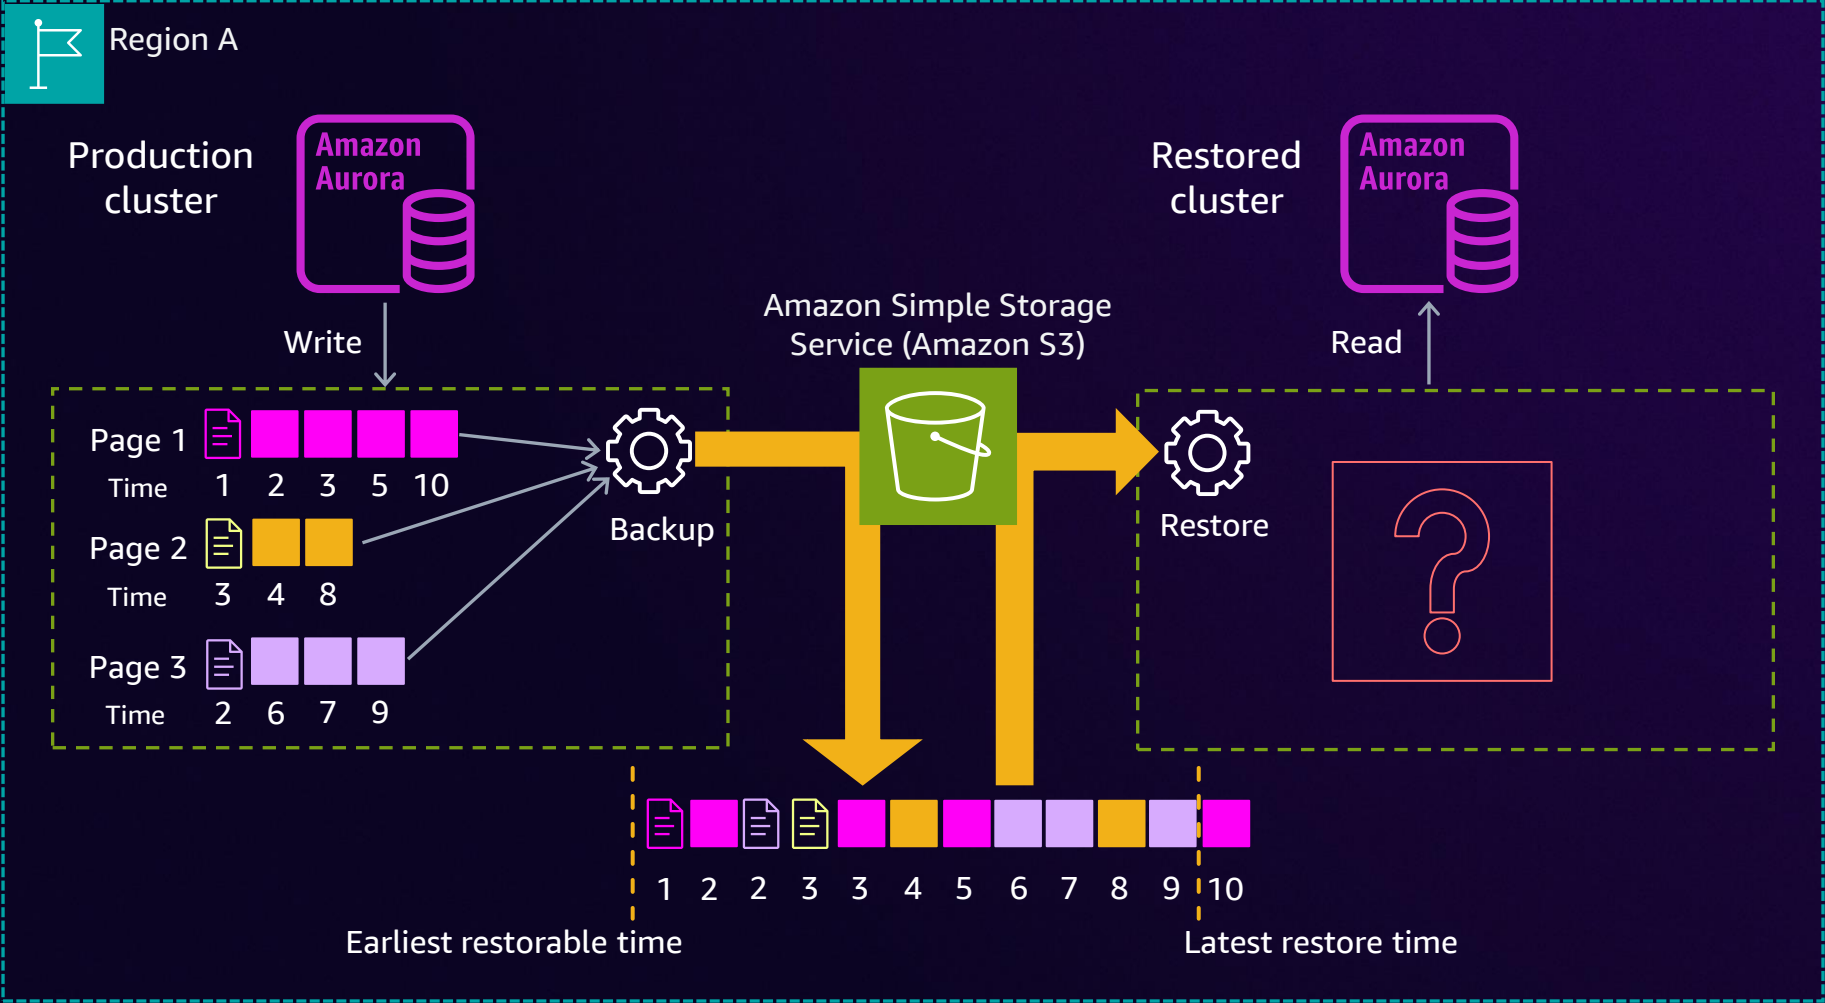 Region A
Production
cluster
Amazon
Aurora
Restored
cluster
Amazon
Aurora
Write
Amazon Simple Storage
Service (Amazon S3)
Read
Page 1
Time 1 2 3 5 10
Page 2
Time 3 4 8
Page 3
Time 2 6 7 9
Backup
Restore
1 2 2 3 3 4 5 6 7 8 9 10
Earliest restorable time
Latest restore time